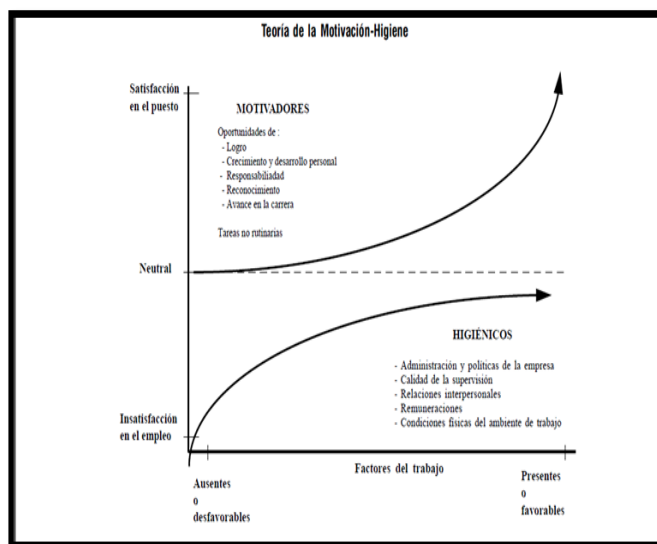 Teoría de la Motivación-Higiene
Satisfacción
en el puesto
MOTIVADORES
Oportunidades de :
- Logro
- Crecimiento y desarrollo personal
- Responsabiliadad
- Reconocimiento
- Avance en la carrera
Tareas no rutinarias
Neutral
HIGIÉNICOS
- Administración y políticas de la empresa
- Calidad de la supervisión
- Relaciones interpersonales
- Remuneraciones
- Condiciones físicas del ambiente de trabajo
Insatisfacción
en el empleo
Factores del trabajo
Ausentes
o
desfavorables
Presentes
o
favorables